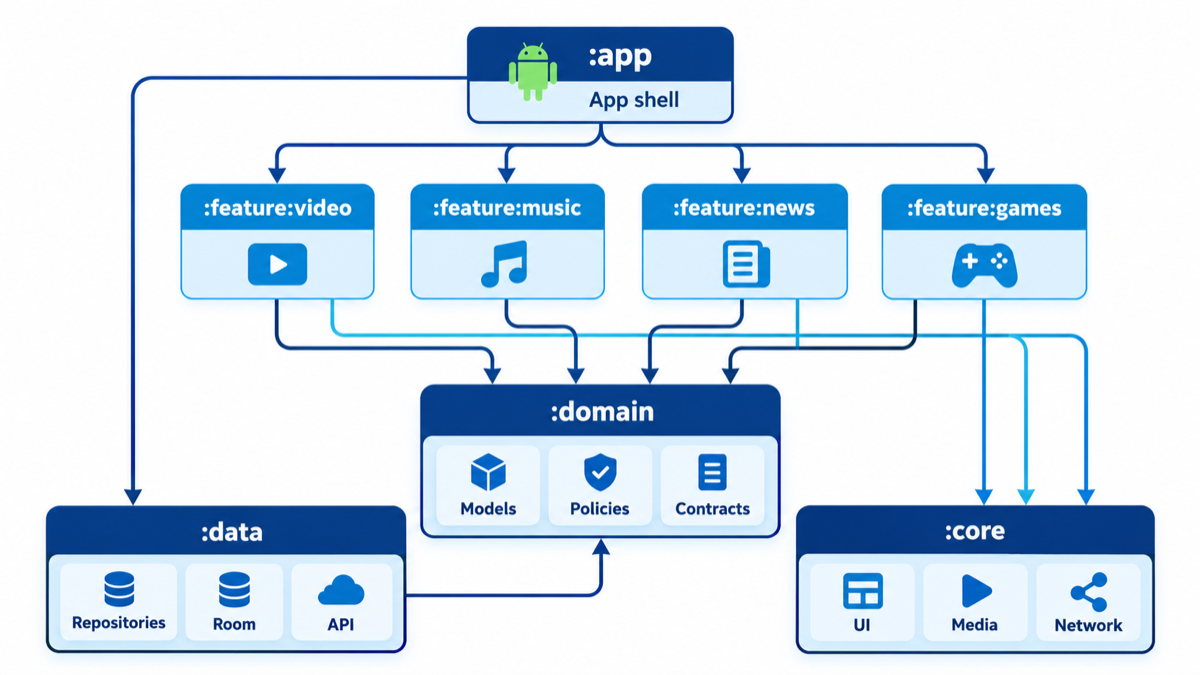 :app
App shell
:feature:video
:feature:music
:feature:news
:feature:games
:domain
Models
Policies
Contracts
:data
Repositories
Room
API
:core
UI
Media
Network